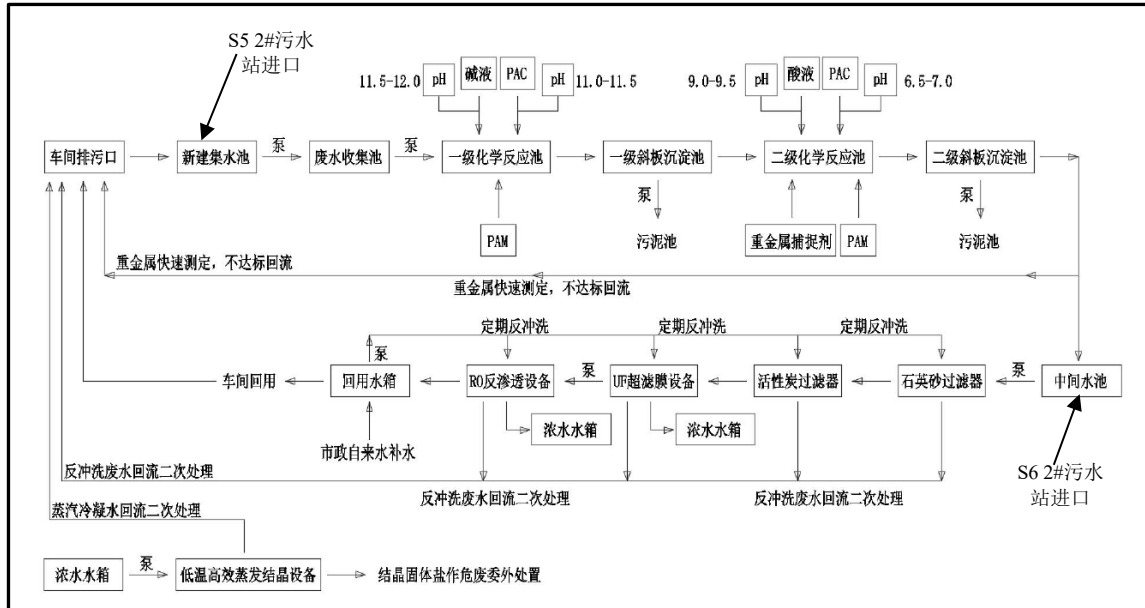 S5 2#污水
站进口
11.5-12.0
pH
碱液
PAC
pH
11.0-11.5
9.0-9.5
pH
酸液
PAC
pH
6.5-7.0
车间排污口
新建集水池
泵
废水收集池
泵
一级化学反应池
一级斜板沉淀池
二级化学反应池
二级斜板沉淀池
PAM
泵
污泥池
重金属捕捉剂
PAM
泵
污泥池
重金属快速测定，不达标回流
重金属快速测定，不达标回流
定期反冲洗
定期反冲洗
定期反冲洗
泵
车间回用
回用水箱
RO反渗透设备
泵
UF超滤膜设备
活性炭过滤器
石英砂过滤器
泵
中间水池
浓水水箱
浓水水箱
市政自来水补水
反冲洗废水回流二次处理
反冲洗废水回流二次处理
反冲洗废水回流二次处理
S6 2#污水
站进口
蒸汽冷凝水回流二次处理
浓水水箱
泵
低温高效蒸发结晶设备
结晶固体盐作危废委外处置